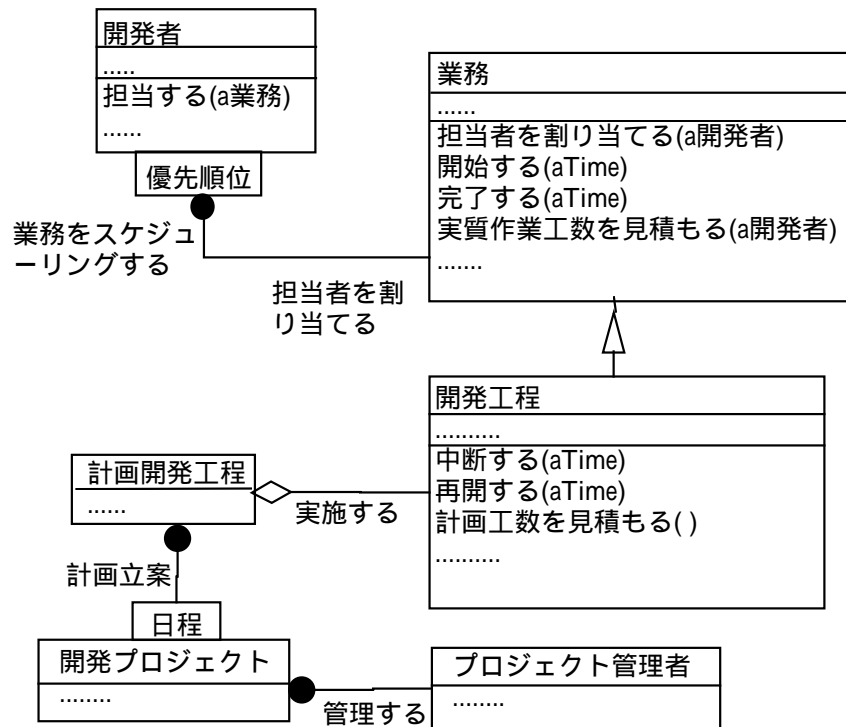 開発者
.....
担当する(a業務)
......
優先順位
業務をスケジュ
ーリングする
担当者を割
り当てる
業務
......
担当者を割り当てる(a開発者)
開始する(aTime)
完了する(aTime)
実質作業工数を見積もる(a開発者)
.......
開発工程
..........
中断する(aTime)
再開する(aTime)
計画工数を見積もる( )
..........
計画開発工程
......
実施する
計画立案
日程
開発プロジェクト
........
管理する
プロジェクト管理者
........